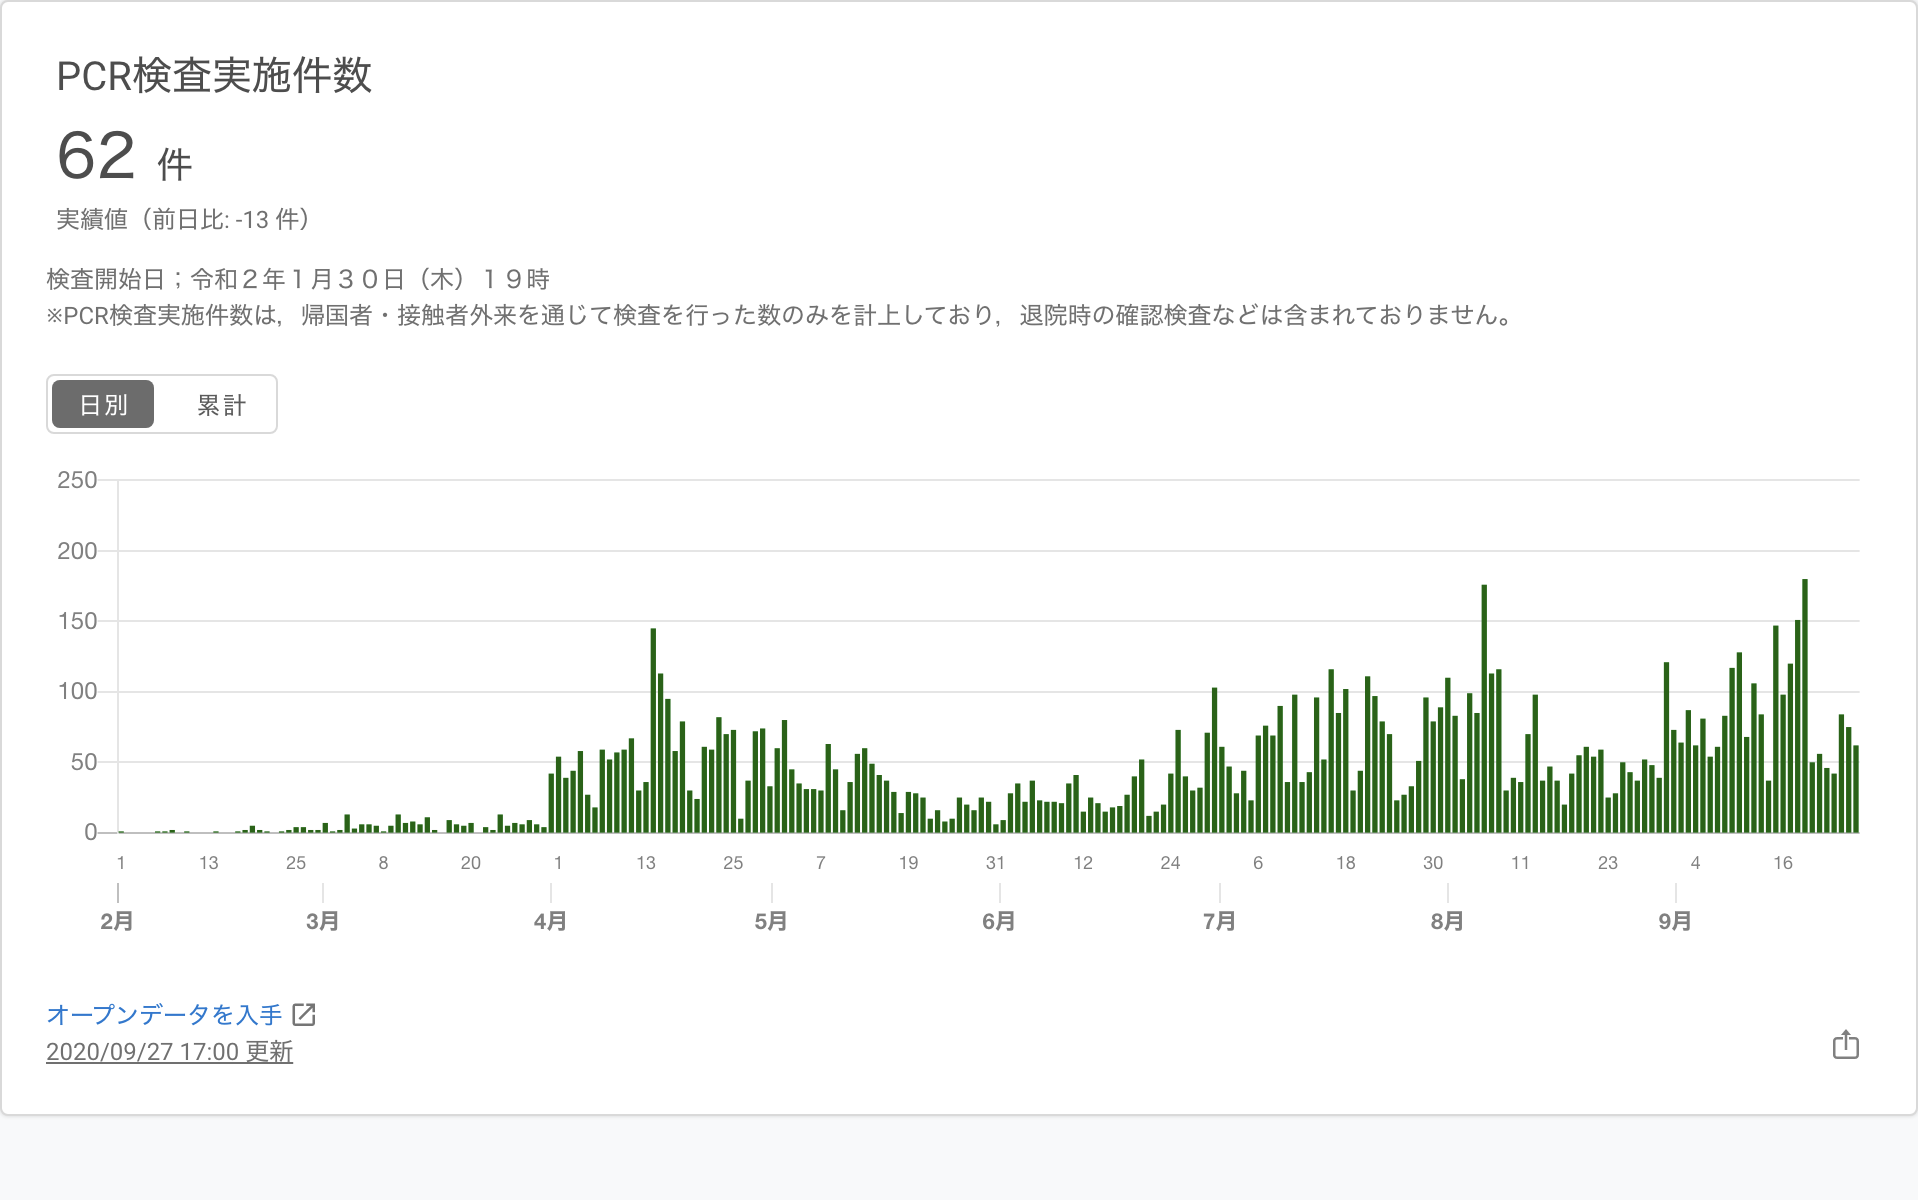 PCR検査実施件数
62 件
実績値（前日比: -13 件）
検査開始日；令和２年１月３０日（木）１９時
※PCR検査実施件数は，帰国者・接触者外来を通じて検査を行った数のみを計上しており，退院時の確認検査などは含まれておりません。
日別 累計
250
200
150
100
50
0
1 13 25 8 20 1 13 25 7 19 31 12 24 6 18 30 11 23 4 16
2月 3月 4月 5月 6月 7月 8月 9月
オープンデータを入手
2020/09/27 17:00 更新